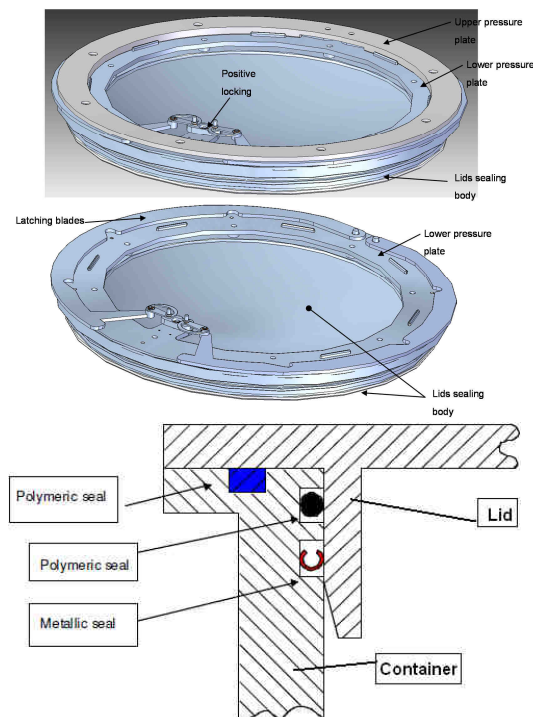 Upper pressure
plate
Lower pressure
plate
Positive
locking
Lids sealing
body
Latching blades
Lower pressure
plate
Lids sealing
body
Polymeric seal
Lid
Polymeric seal
Metallic seal
Container